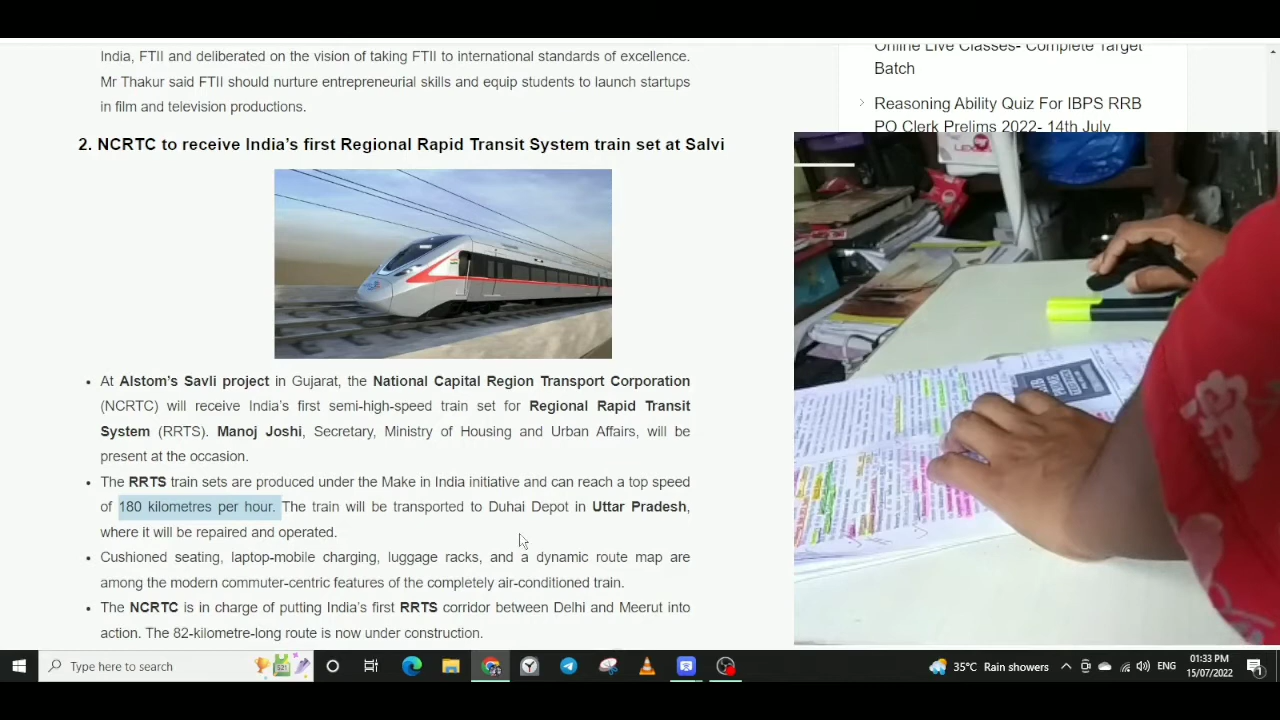 India, FTII and deliberated on the vision of taking FTII to international standards of excellence.
Mr Thakur said FTII should nurture entrepreneurial skills and equip students to launch startups
in film and television productions.
2. NCRTC to receive India’s first Regional Rapid Transit System train set at Salvi
• At Alstom’s Savli project in Gujarat, the National Capital Region Transport Corporation
(NCRTC) will receive India’s first semi-high-speed train set for Regional Rapid Transit
System (RRTS). Manoj Joshi, Secretary, Ministry of Housing and Urban Affairs, will be
present at the occasion.
• The RRTS train sets are produced under the Make in India initiative and can reach a top speed
of 180 kilometres per hour. The train will be transported to Duhai Depot in Uttar Pradesh,
where it will be repaired and operated.
• Cushioned seating, laptop-mobile charging, luggage racks, and a dynamic route map are
among the modern commuter-centric features of the completely air-conditioned train.
• The NCRTC is in charge of putting India’s first RRTS corridor between Delhi and Meerut into
action. The 82-kilometre-long route is now under construction.
Online Live Classes- Complete Target
Batch
Reasoning Ability Quiz For IBPS RRB
PO Clerk Prelims 2022- 14th July
Type here to search
35°C Rain showers
ENG
01:33 PM
15/07/2022
1